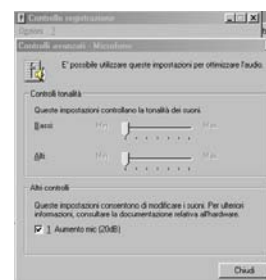 Controllo registrazione
Opzioni ?
Controlli avanzati - Microfono
E' possibile utilizzare queste impostazioni per ottimizzare l'audio.
Controlli tonalità
Queste impostazioni controllano la tonalità dei suoni.
Bassi Min Max
Alti Min Max
Altri controlli
Queste impostazioni consentono di modificare i suoni. Per ulteriori
informazioni, consultare la documentazione relativa all'hardware.
1 Aumento mic (20dB)
Chiudi